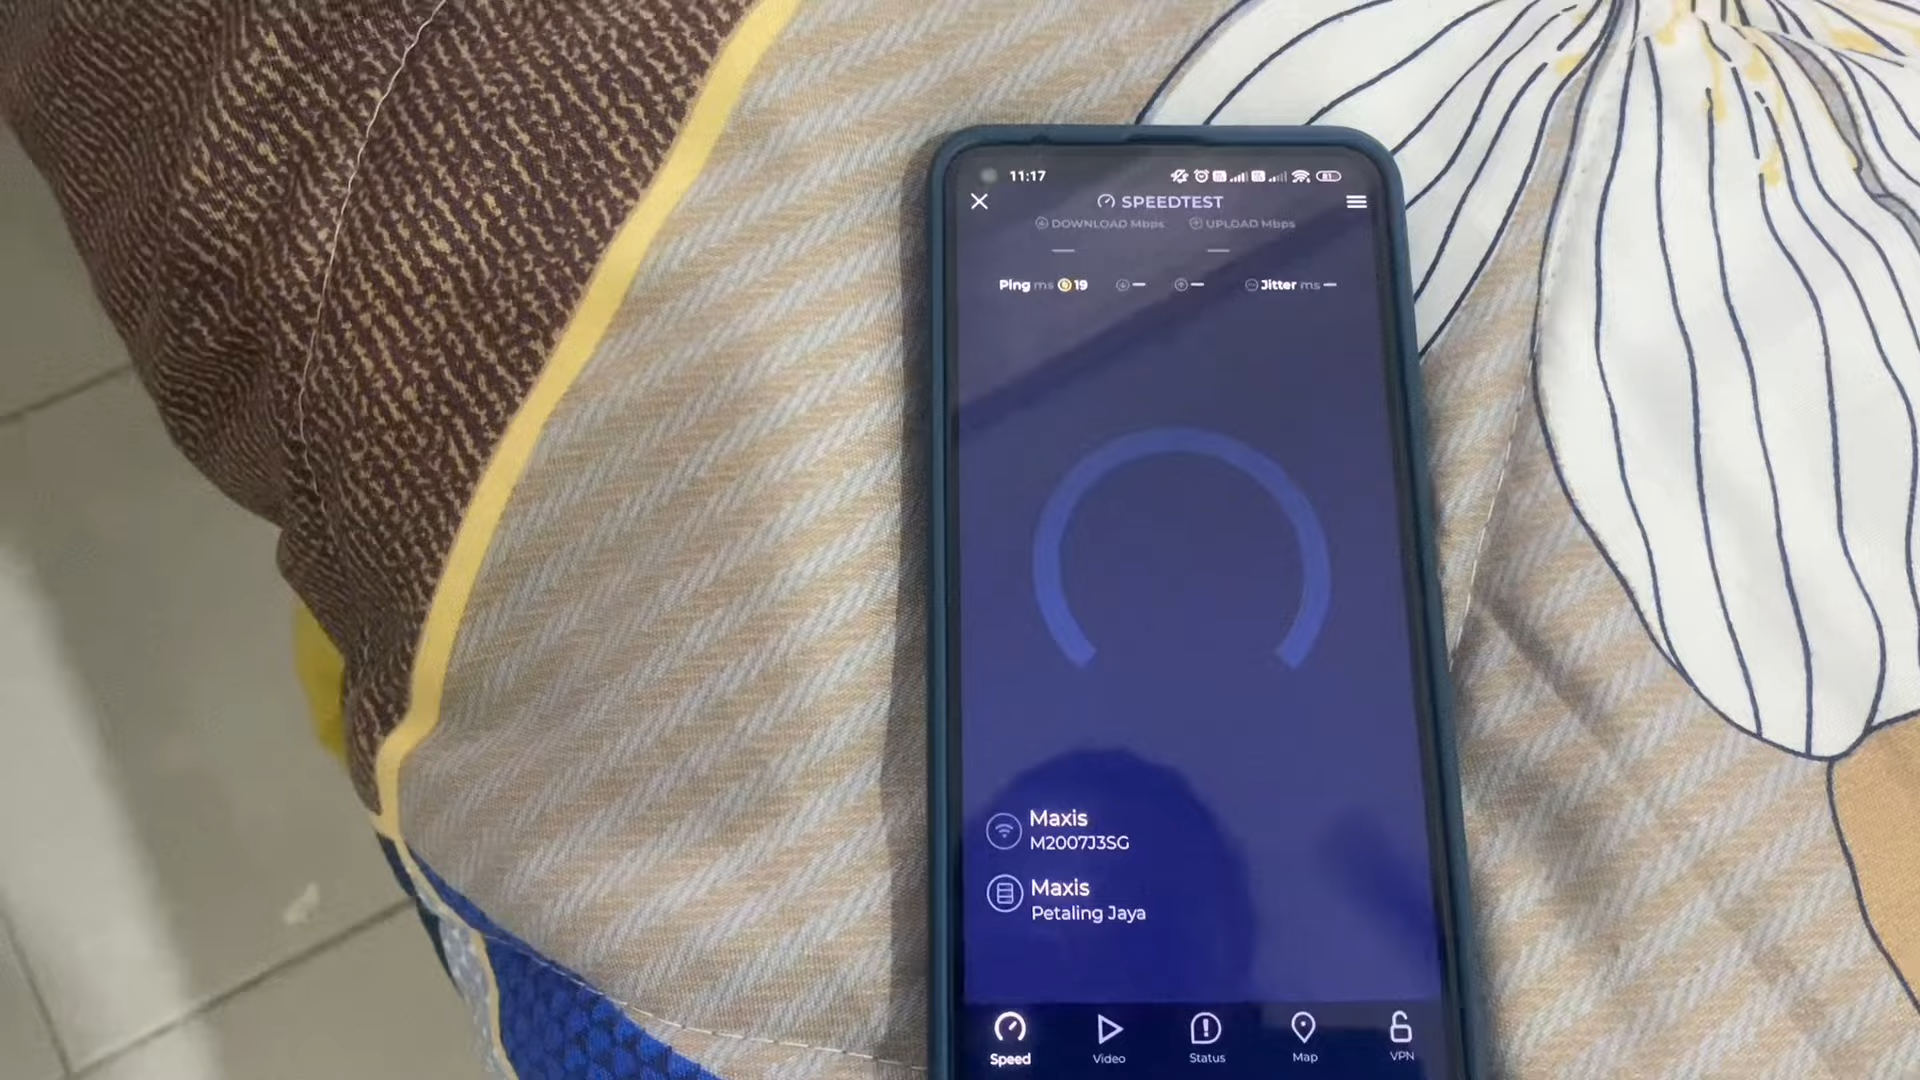 11:17
81
SPEEDTEST
DOWNLOAD Mbps UPLOAD Mbps
Ping ms 19 — — Jitter ms —
Maxis
M2007J3SG
Maxis
Petaling Jaya
Speed Video Status Map VPN